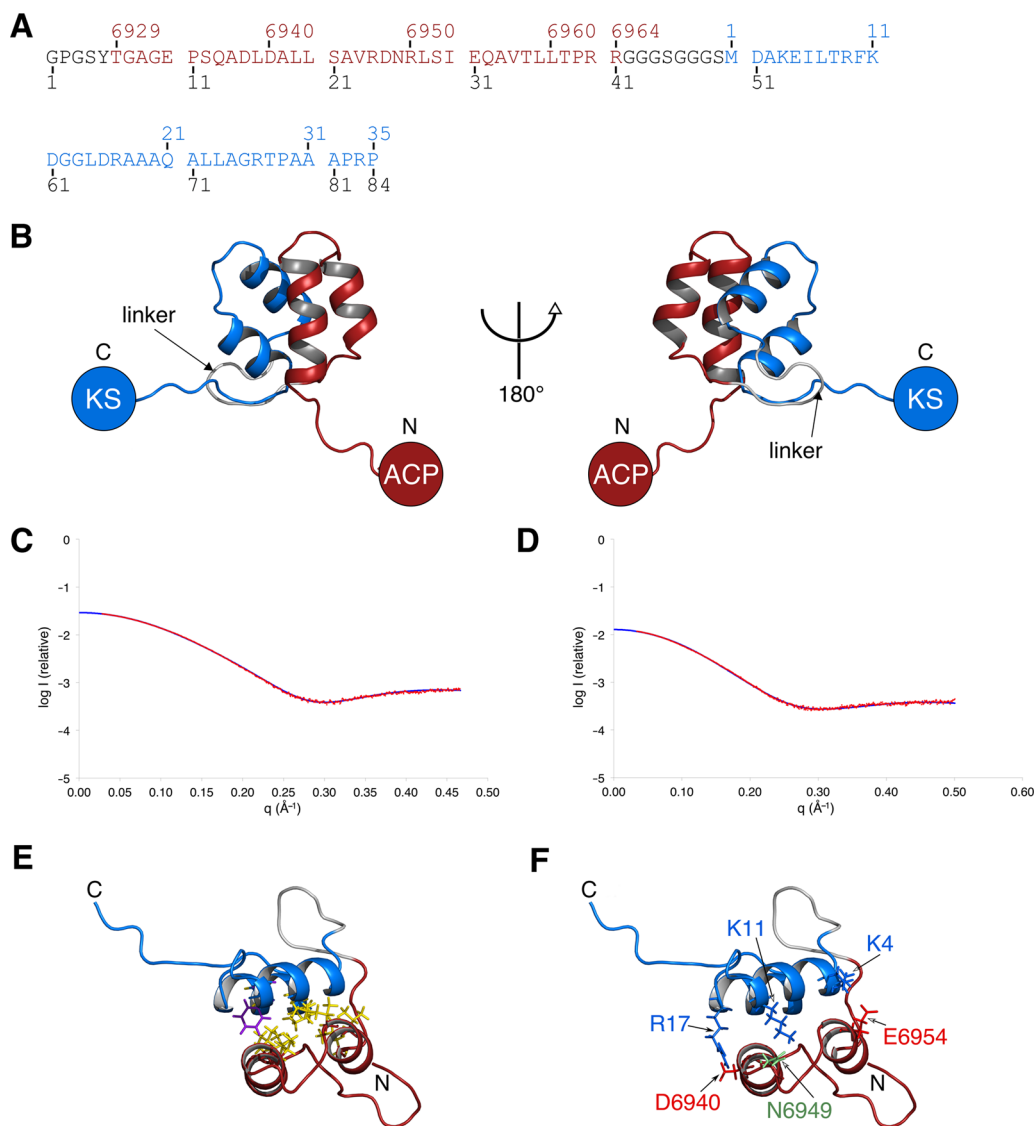 A
6929 6940 6950 6960 6964 1 11
GPGSYTGAGE PSQADLDALL SAVRDNRLSI EQAVTLLTPR RGGGSGGGSM DAKEILTRFK
1 11 21 31 41 51
21 31 35
DGGLDRAAAQ ALLAGRTPAA APRP
61 71 81 84
B
linker
C
KS
N
ACP
180°
C
KS
linker
N
ACP
C
0
−1
−2
−3
−4
−5
log I (relative)
0.00 0.05 0.10 0.15 0.20 0.25 0.30 0.35 0.40 0.45 0.50
q (Å⁻¹)
D
0
−1
−2
−3
−4
−5
log I (relative)
0.00 0.10 0.20 0.30 0.40 0.50 0.60
q (Å⁻¹)
E
C
N
F
C
K11
K4
R17
E6954
D6940
N6949
N